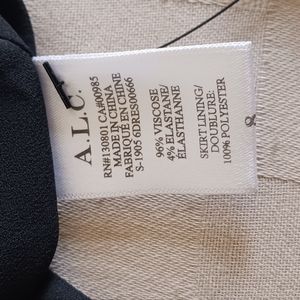 A.L.C.
RN#130801 CA#00985
MADE IN CHINA
FABRIQUÉ EN CHINE
S-1905 6DRES00666
96% VISCOSE
4% ELASTANE/
ÉLASTHANNE
SKIRT LINING/
DOUBLURE:
100% POLYESTER
8